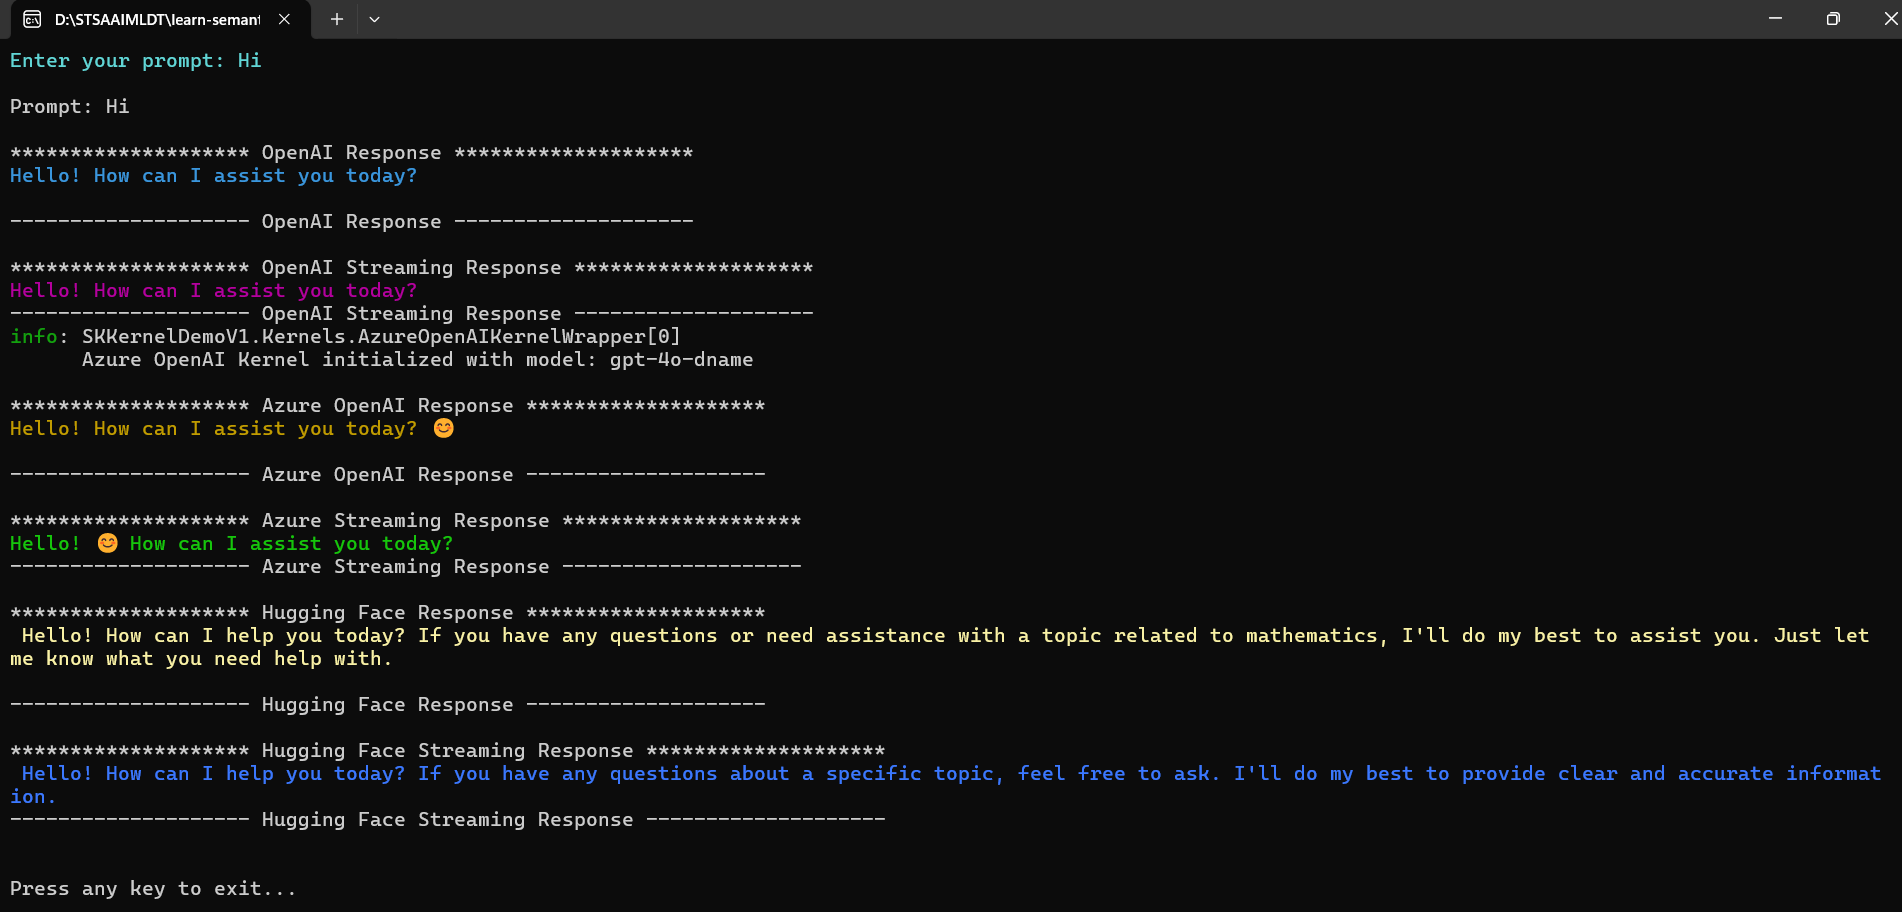 D:\STSAAIMLDT\learn-semant
Enter your prompt: Hi
Prompt: Hi
******************** OpenAI Response ********************
Hello! How can I assist you today?
-------------------- OpenAI Response --------------------
******************** OpenAI Streaming Response ********************
Hello! How can I assist you today?
-------------------- OpenAI Streaming Response --------------------
info: SKKernelDemoV1.Kernels.AzureOpenAIKernelWrapper[0]
Azure OpenAI Kernel initialized with model: gpt-4o-dname
******************** Azure OpenAI Response ********************
Hello! How can I assist you today? 😊
-------------------- Azure OpenAI Response --------------------
******************** Azure Streaming Response ********************
Hello! 😊 How can I assist you today?
-------------------- Azure Streaming Response --------------------
******************** Hugging Face Response ********************
Hello! How can I help you today? If you have any questions or need assistance with a topic related to mathematics, I'll do my best to assist you. Just let
me know what you need help with.
-------------------- Hugging Face Response --------------------
******************** Hugging Face Streaming Response ********************
Hello! How can I help you today? If you have any questions about a specific topic, feel free to ask. I'll do my best to provide clear and accurate informat
ion.
-------------------- Hugging Face Streaming Response --------------------
Press any key to exit...